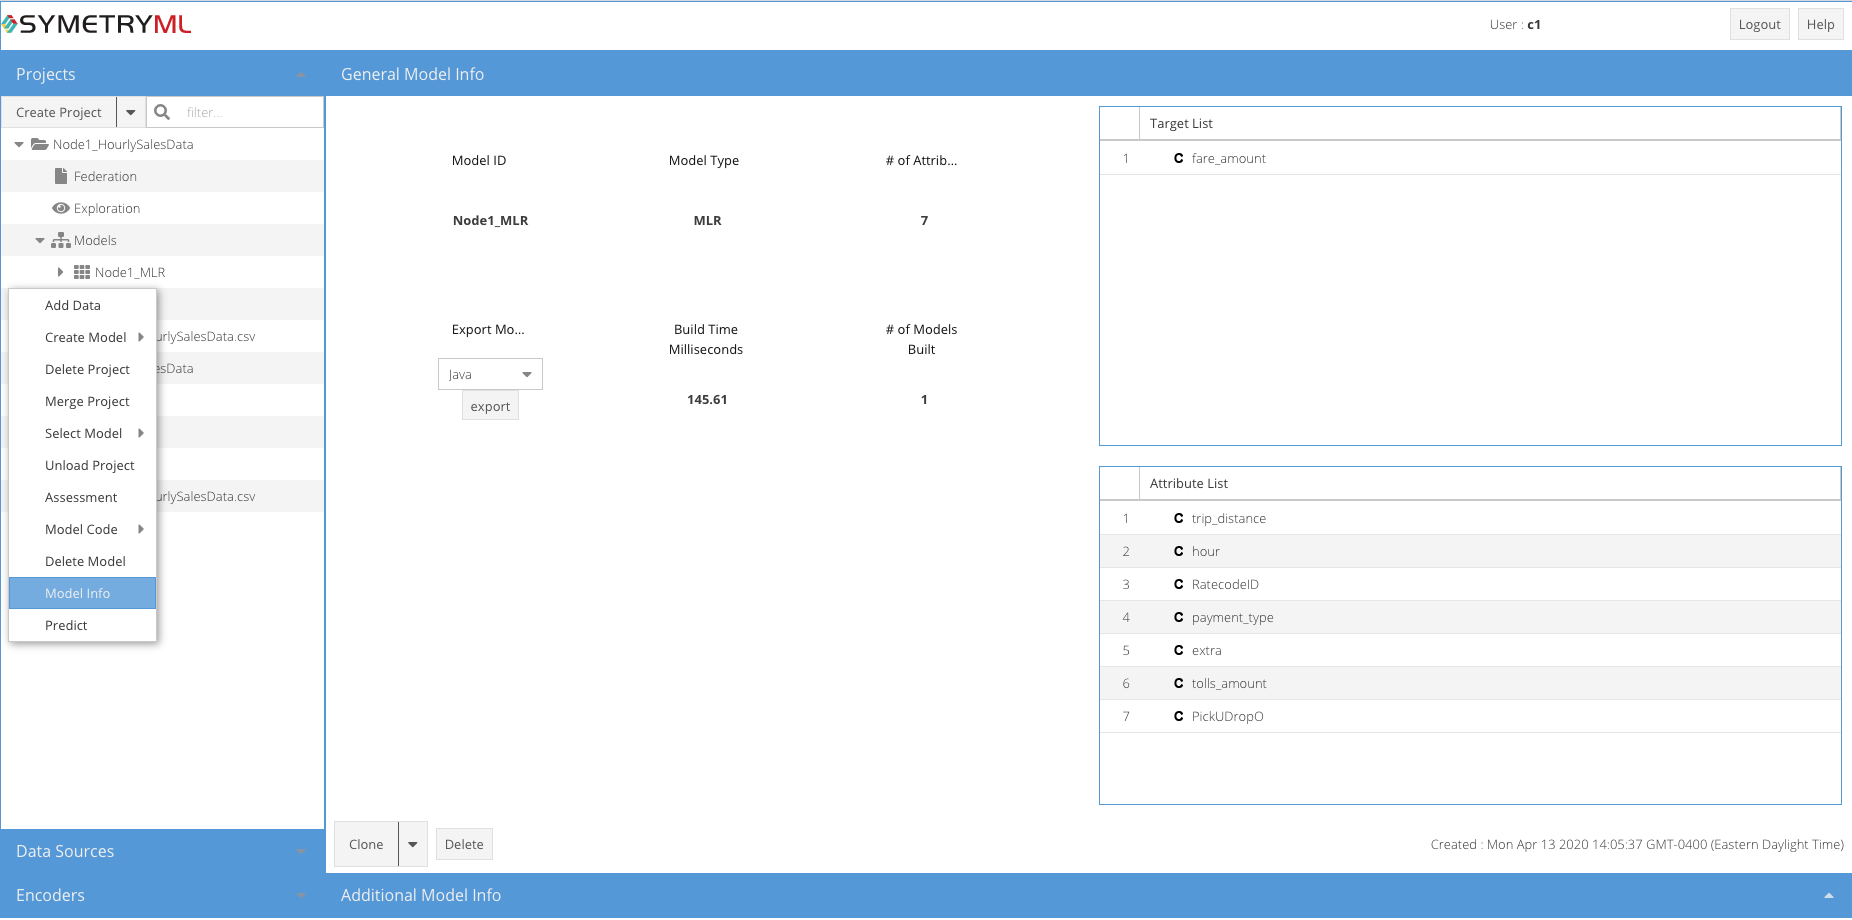 SYMETRYML
User : c1
Logout
Help
Projects
General Model Info
Create Project
filter...
Node1_HourlySalesData
Federation
Exploration
Models
Node1_MLR
Add Data
Create Model
urlySalesData.csv
Delete Project
esData
Merge Project
Select Model
Unload Project
Assessment
urlySalesData.csv
Model Code
Delete Model
Model Info
Predict
Data Sources
Encoders
Model ID
Model Type
# of Attrib...
Node1_MLR
MLR
7
Export Mo...
Build Time
Milliseconds
# of Models
Built
Java
export
145.61
1
Target List
1 C fare_amount
Attribute List
1 C trip_distance
2 C hour
3 C RatecodeID
4 C payment_type
5 C extra
6 C tolls_amount
7 C PickUDropO
Clone
Delete
Created : Mon Apr 13 2020 14:05:37 GMT-0400 (Eastern Daylight Time)
Additional Model Info